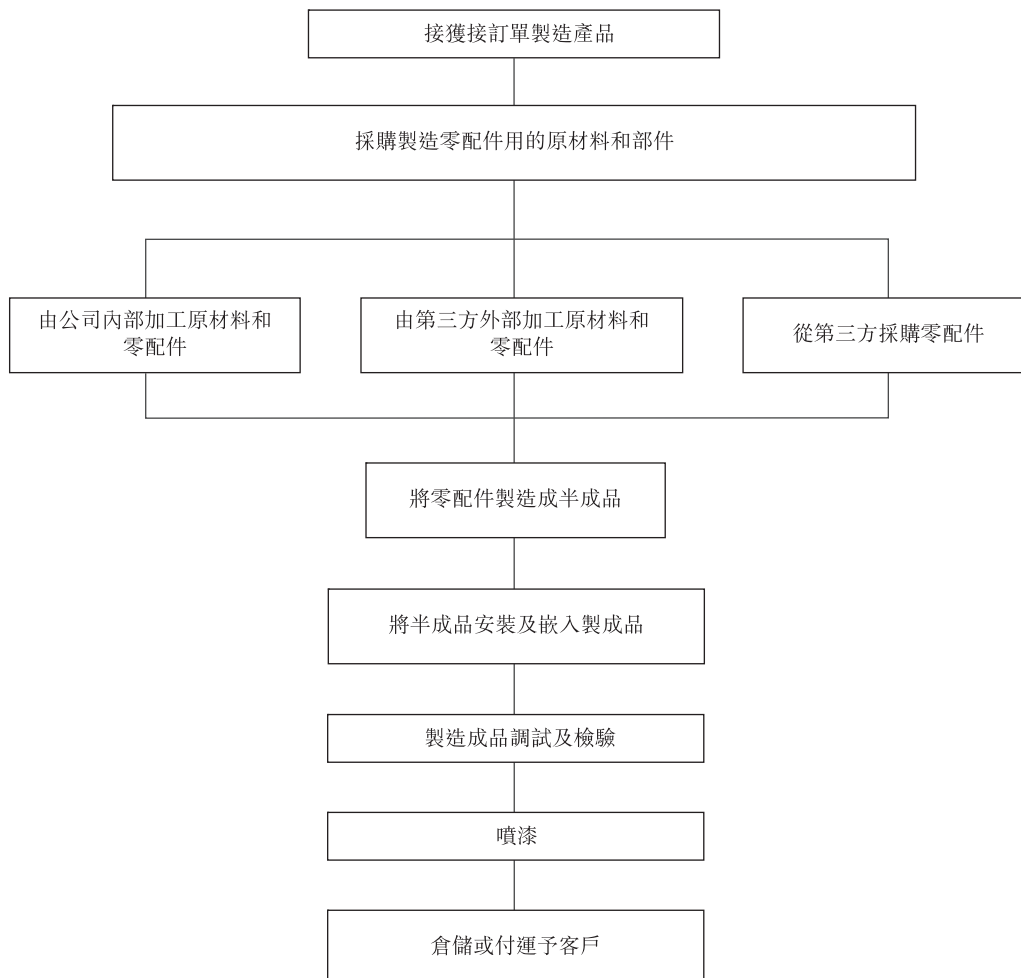 接獲接訂單製造產品
採購製造零配件用的原材料和部件
由公司內部加工原材料和
零配件
由第三方外部加工原材料和
零配件
從第三方採購零配件
將零配件製造成半成品
將半成品安裝及嵌入製成品
製造成品調試及檢驗
噴漆
倉儲或付運予客戶